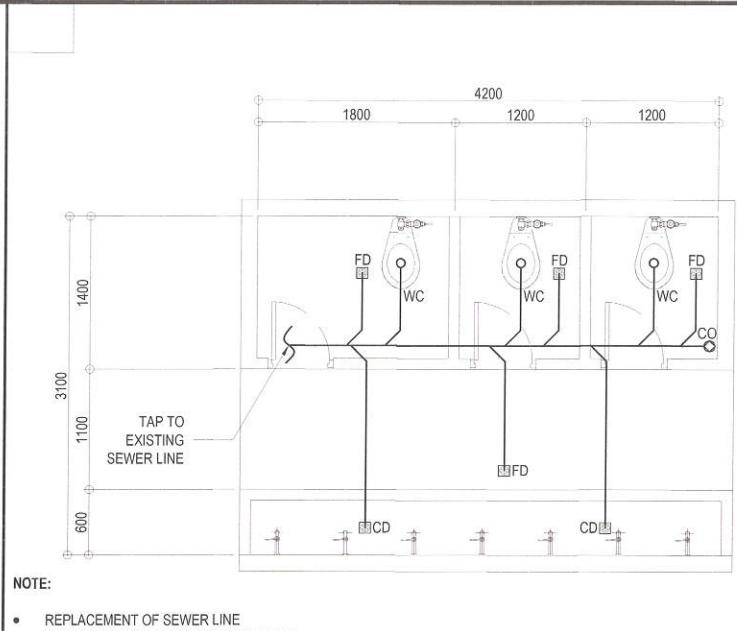 4200
1800 1200 1200
FD FD FD
WC WC WC
1400
CO
3100
TAP TO
EXISTING
SEWER LINE
1100
FD
600
CD CD
NOTE:
• REPLACEMENT OF SEWER LINE